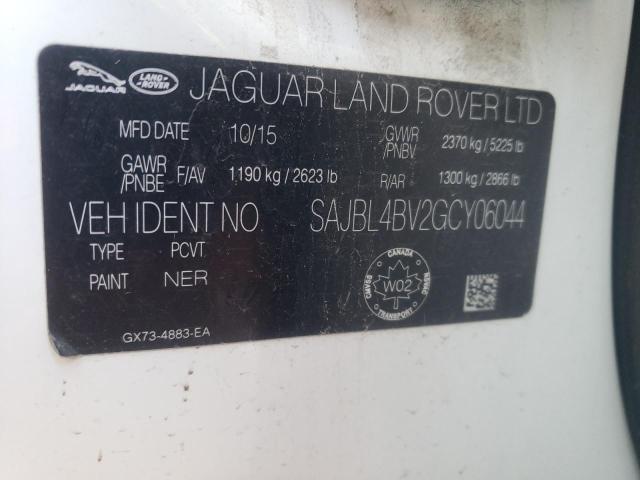 JAGUAR
LAND ROVER
JAGUAR LAND ROVER LTD
MFD DATE 10/15 GVWR /PNBV 2370 kg / 5225 lb
GAWR /PNBE F/AV 1190 kg / 2623 lb R/AR 1300 kg / 2866 lb
VEH IDENT NO. SAJBL4BV2GCY06044
TYPE PCVT
PAINT NER
CANADA
CMVSS W02 NSVAC
TRANSPORT
GX73-4883-EA